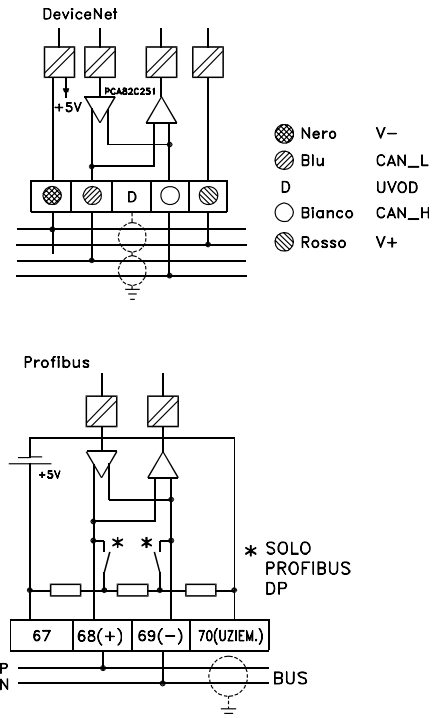 DeviceNet
PCA82C251
+5V
Nero V-
Blu CAN_L
D UVOD
Bianco CAN_H
Rosso V+
D
Profibus
+5V
* *
* SOLO
PROFIBUS
DP
67 68(+) 69(-) 70(UZIEM.)
P
N
BUS